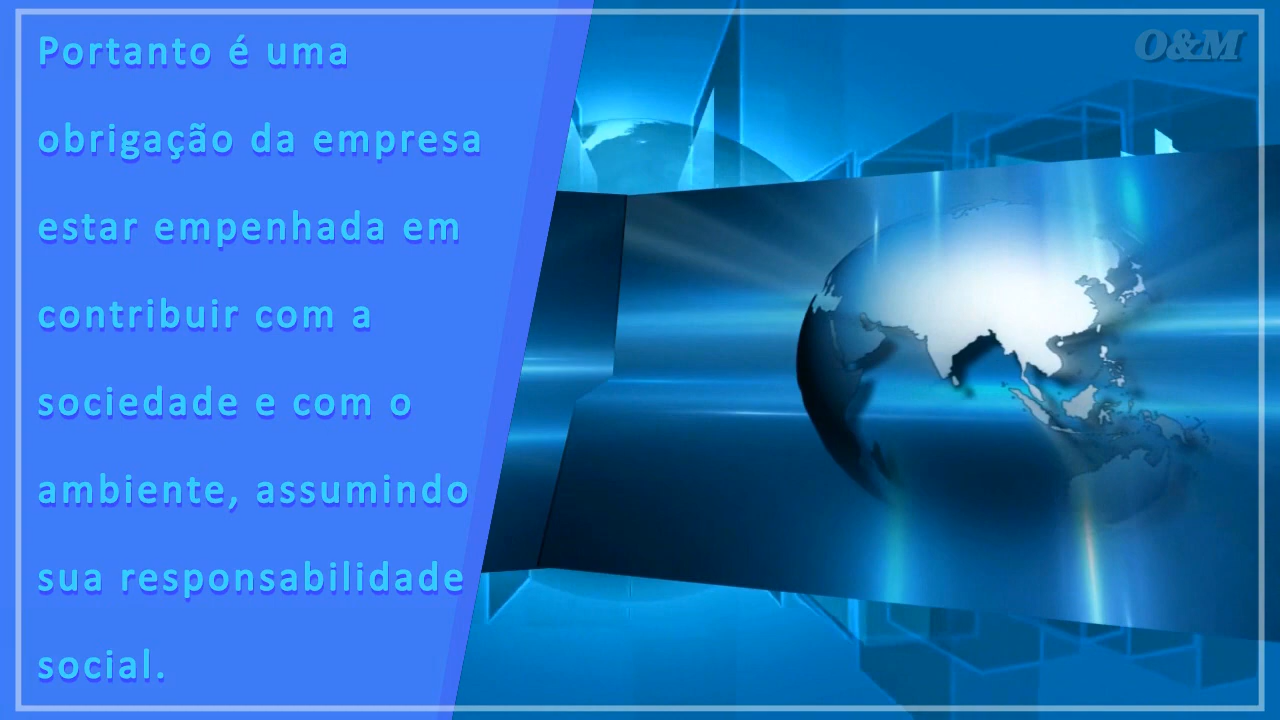 Portanto é uma
obrigação da empresa
estar empenhada em
contribuir com a
sociedade e com o
ambiente, assumindo
sua responsabilidade
social.
O&M